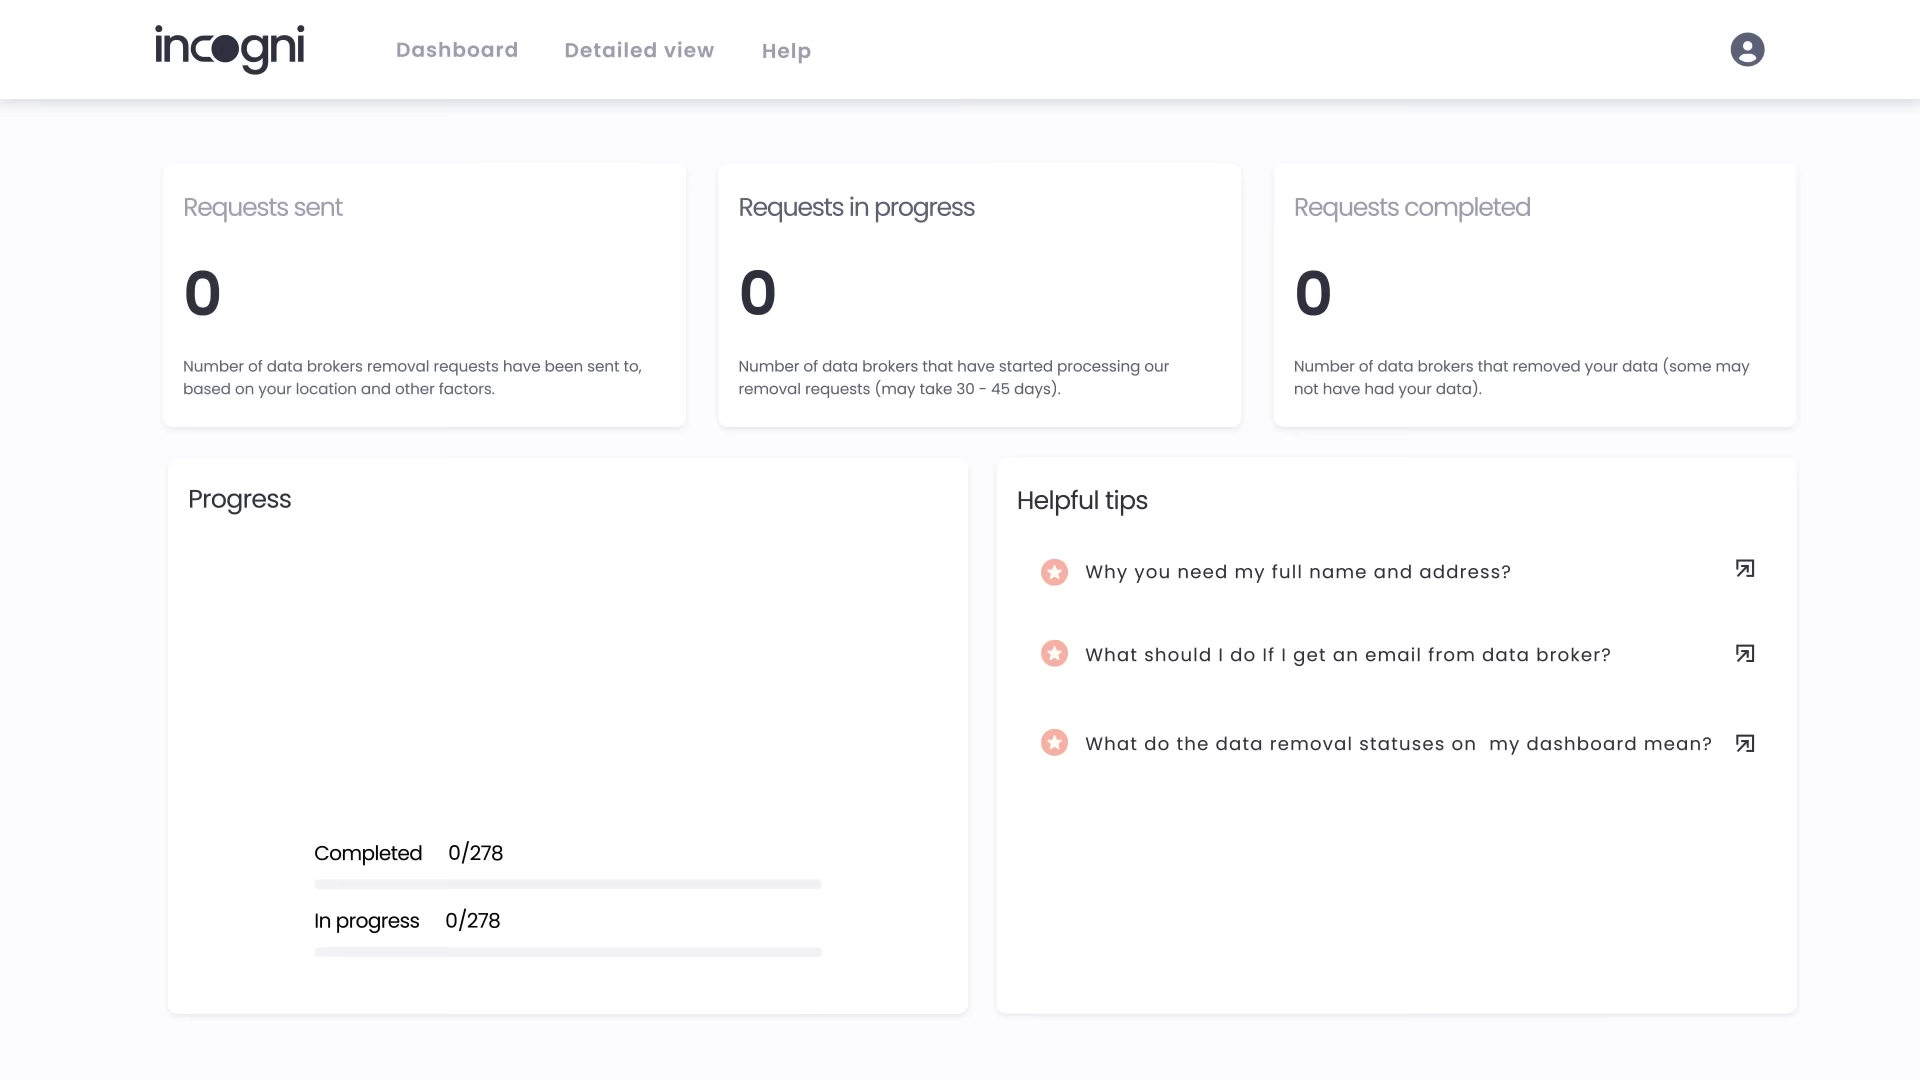 incogni
Dashboard
Detailed view
Help
Requests sent
0
Number of data brokers removal requests have been sent to,
based on your location and other factors.
Requests in progress
0
Number of data brokers that have started processing our
removal requests (may take 30 - 45 days).
Requests completed
0
Number of data brokers that removed your data (some may
not have had your data).
Progress
Completed 0/278
In progress 0/278
Helpful tips
Why you need my full name and address?
What should I do If I get an email from data broker?
What do the data removal statuses on my dashboard mean?